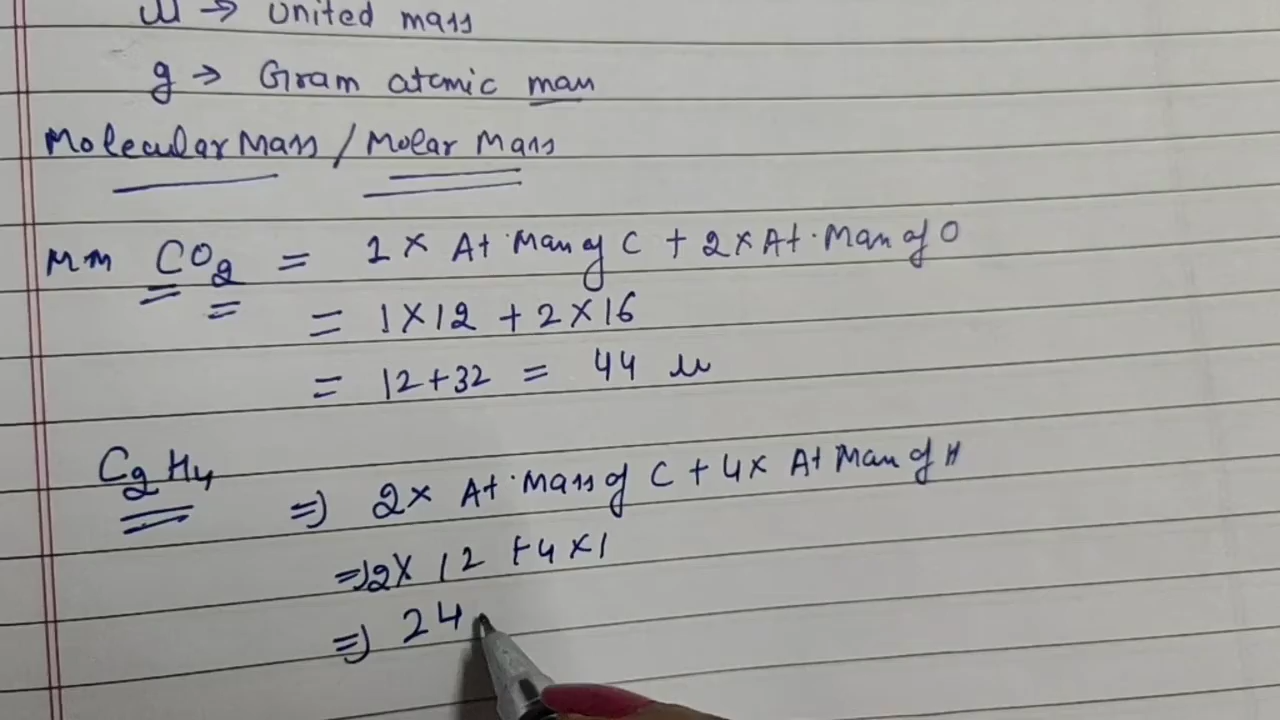 u → United mass
g → Gram atomic mass
Molecular Mass / Molar Mass
MM CO2 = 1 × At. Mass of C + 2 × At. Mass of O
= 1 × 12 + 2 × 16
= 12 + 32 = 44 u
C2H4 ⇒ 2 × At. Mass of C + 4 × At Mass of H
⇒ 2 × 12 + 4 × 1
⇒ 24